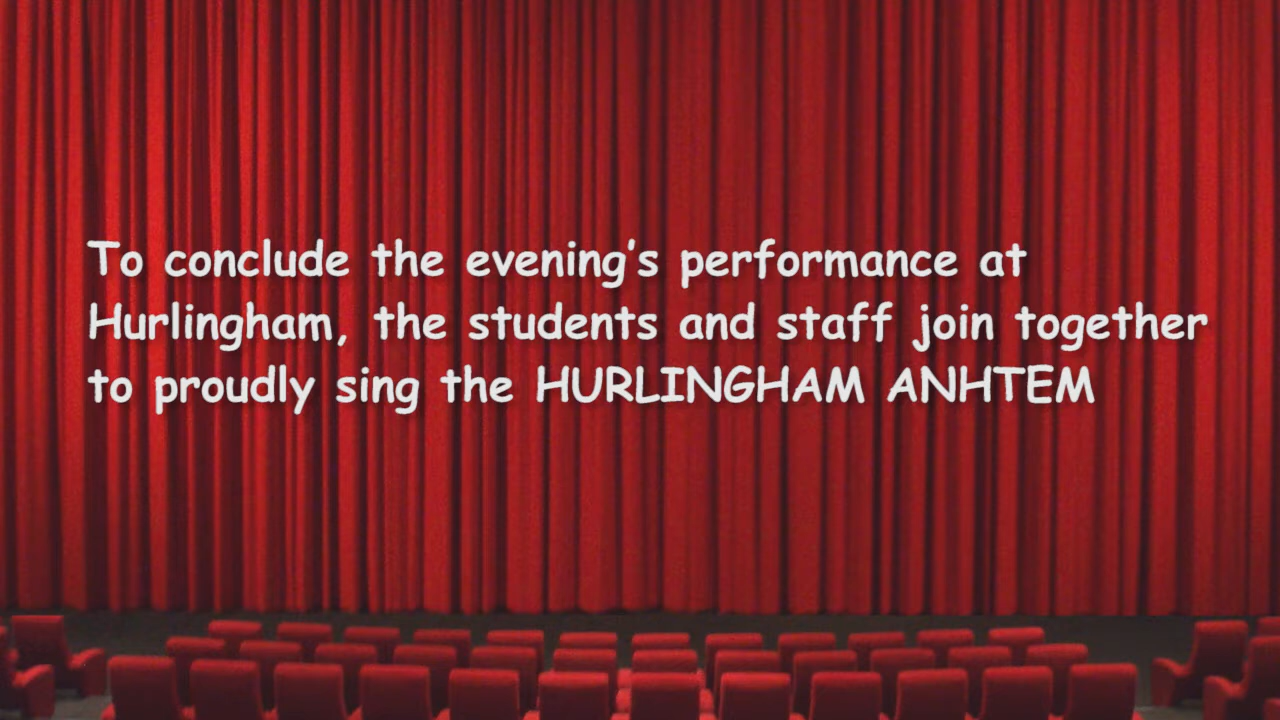 To conclude the evening's performance at
Hurlingham, the students and staff join together
to proudly sing the HURLINGHAM ANHTEM